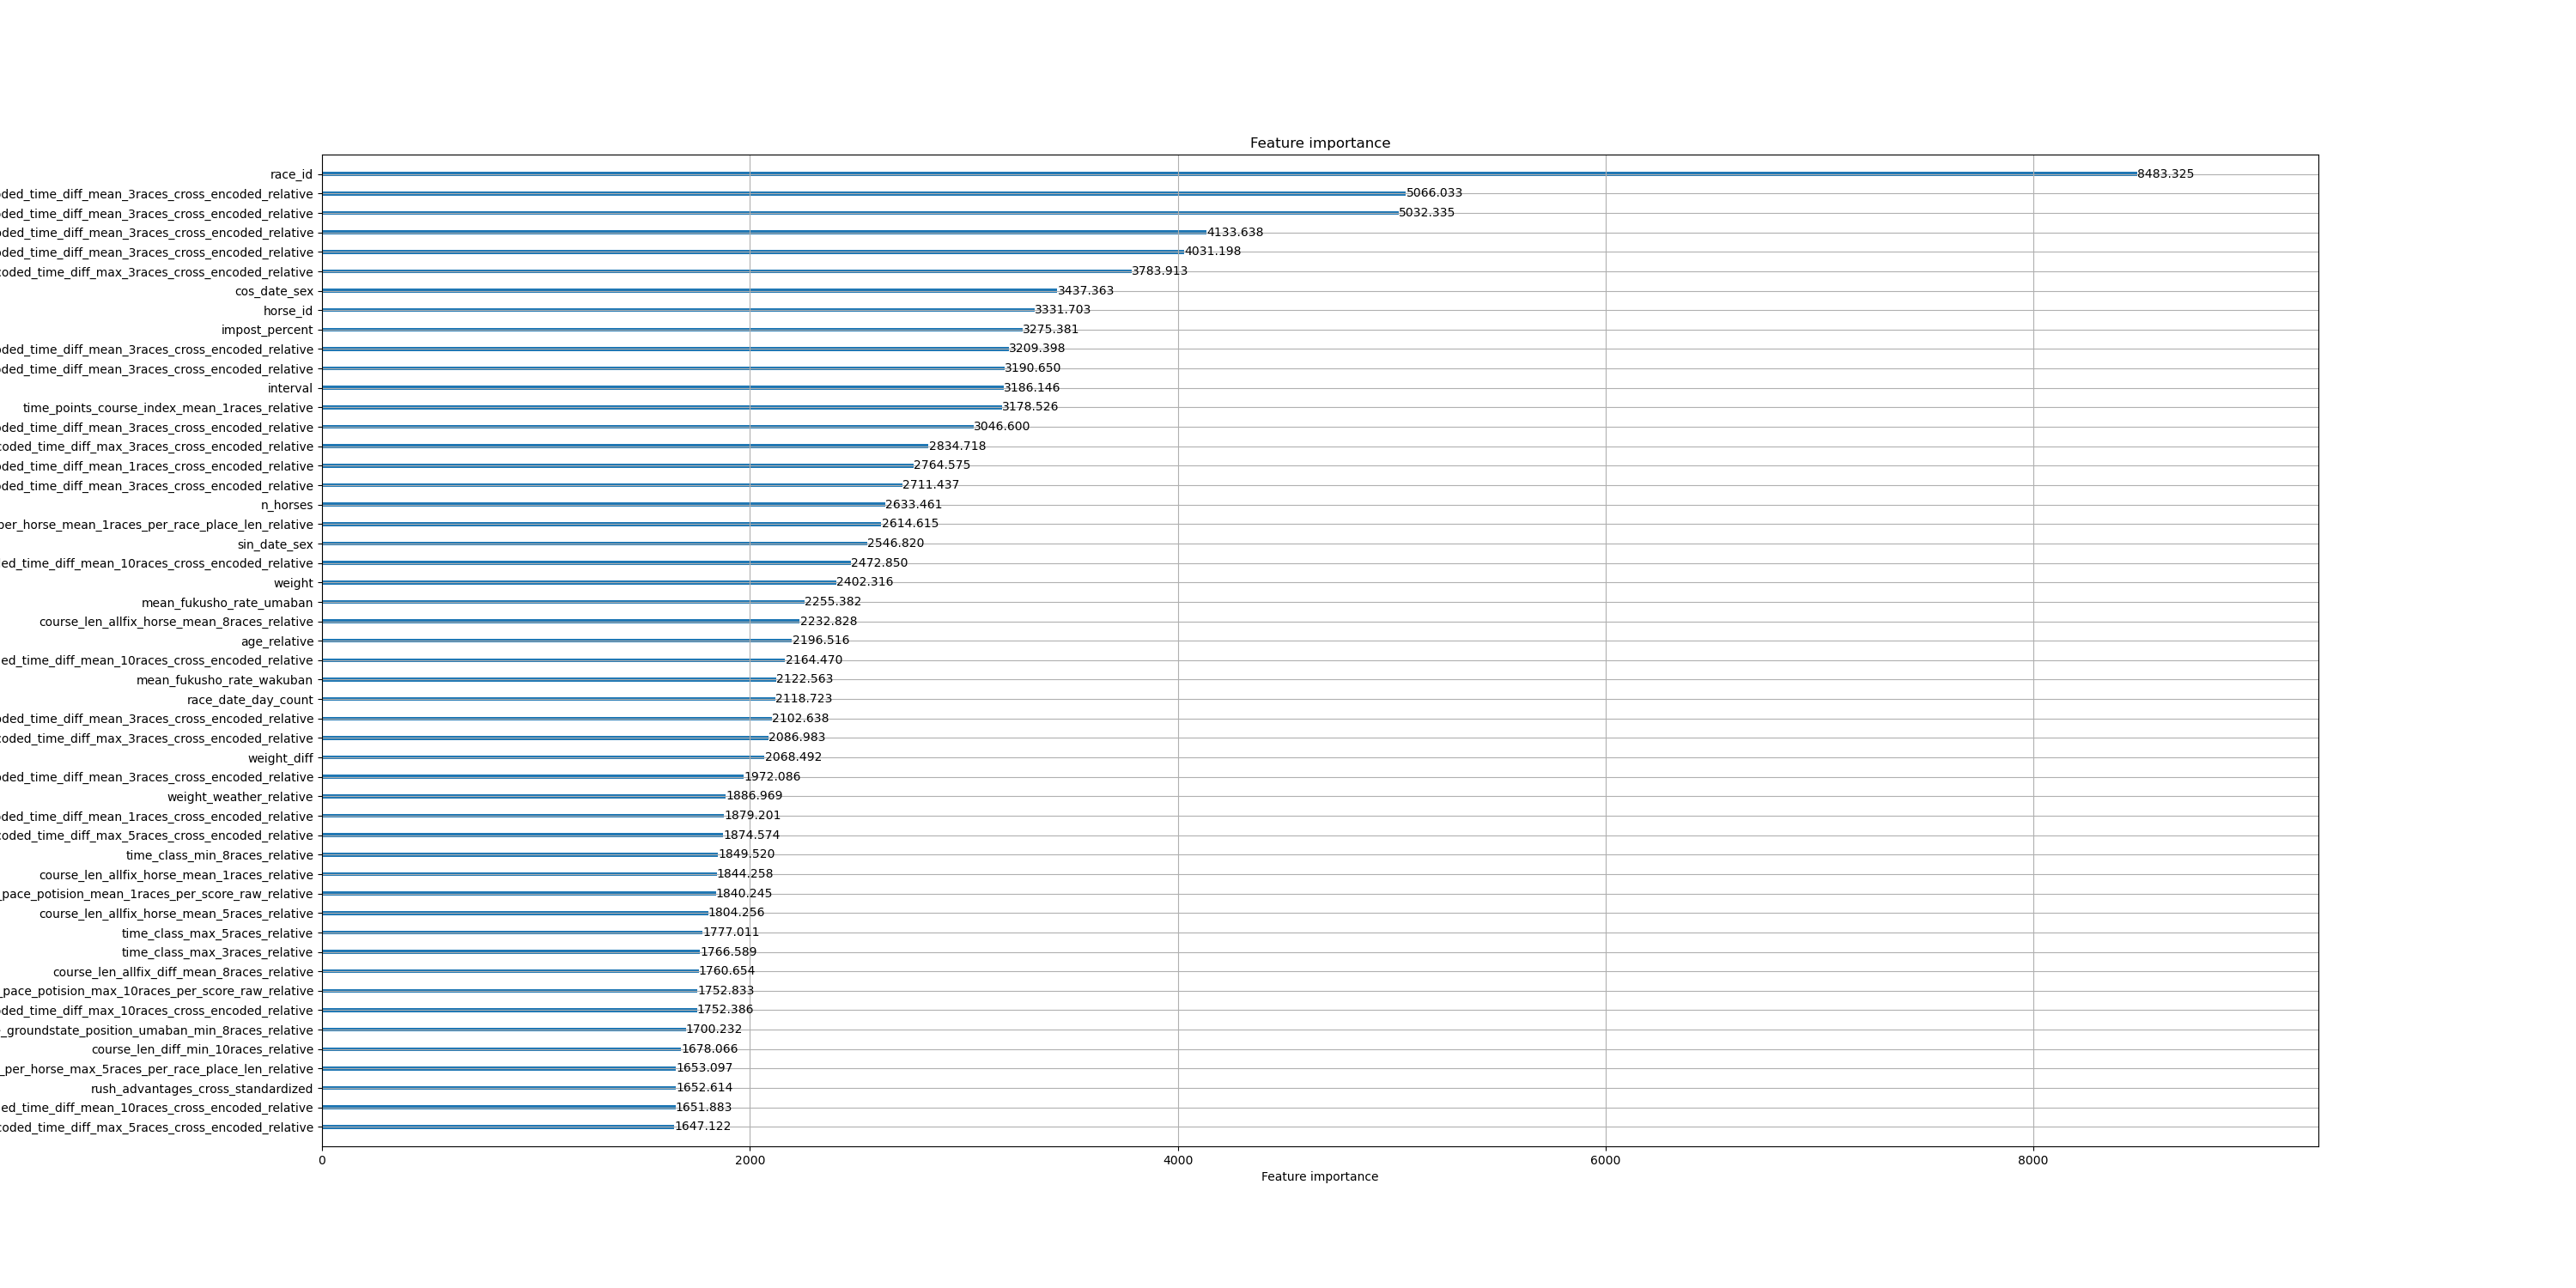 Feature importance
race_id 8483.325
ded_time_diff_mean_3races_cross_encoded_relative 5066.033
ded_time_diff_mean_3races_cross_encoded_relative 5032.335
ded_time_diff_mean_3races_cross_encoded_relative 4133.638
ded_time_diff_mean_3races_cross_encoded_relative 4031.198
coded_time_diff_max_3races_cross_encoded_relative 3783.913
cos_date_sex 3437.363
horse_id 3331.703
impost_percent 3275.381
ded_time_diff_mean_3races_cross_encoded_relative 3209.398
ded_time_diff_mean_3races_cross_encoded_relative 3190.650
interval 3186.146
time_points_course_index_mean_1races_relative 3178.526
ded_time_diff_mean_3races_cross_encoded_relative 3046.600
coded_time_diff_max_3races_cross_encoded_relative 2834.718
ded_time_diff_mean_1races_cross_encoded_relative 2764.575
ded_time_diff_mean_3races_cross_encoded_relative 2711.437
n_horses 2633.461
per_horse_mean_1races_per_race_place_len_relative 2614.615
sin_date_sex 2546.820
ed_time_diff_mean_10races_cross_encoded_relative 2472.850
weight 2402.316
mean_fukusho_rate_umaban 2255.382
course_len_allfix_horse_mean_8races_relative 2232.828
age_relative 2196.516
ed_time_diff_mean_10races_cross_encoded_relative 2164.470
mean_fukusho_rate_wakuban 2122.563
race_date_day_count 2118.723
ded_time_diff_mean_3races_cross_encoded_relative 2102.638
coded_time_diff_max_3races_cross_encoded_relative 2086.983
weight_diff 2068.492
ded_time_diff_mean_3races_cross_encoded_relative 1972.086
weight_weather_relative 1886.969
ded_time_diff_mean_1races_cross_encoded_relative 1879.201
coded_time_diff_max_5races_cross_encoded_relative 1874.574
time_class_min_8races_relative 1849.520
course_len_allfix_horse_mean_1races_relative 1844.258
_pace_potision_mean_1races_per_score_raw_relative 1840.245
course_len_allfix_horse_mean_5races_relative 1804.256
time_class_max_5races_relative 1777.011
time_class_max_3races_relative 1766.589
course_len_allfix_diff_mean_8races_relative 1760.654
_pace_potision_max_10races_per_score_raw_relative 1752.833
ded_time_diff_max_10races_cross_encoded_relative 1752.386
_groundstate_position_umaban_min_8races_relative 1700.232
course_len_diff_min_10races_relative 1678.066
_per_horse_max_5races_per_race_place_len_relative 1653.097
rush_advantages_cross_standardized 1652.614
ed_time_diff_mean_10races_cross_encoded_relative 1651.883
coded_time_diff_max_5races_cross_encoded_relative 1647.122
0 2000 4000 6000 8000
Feature importance